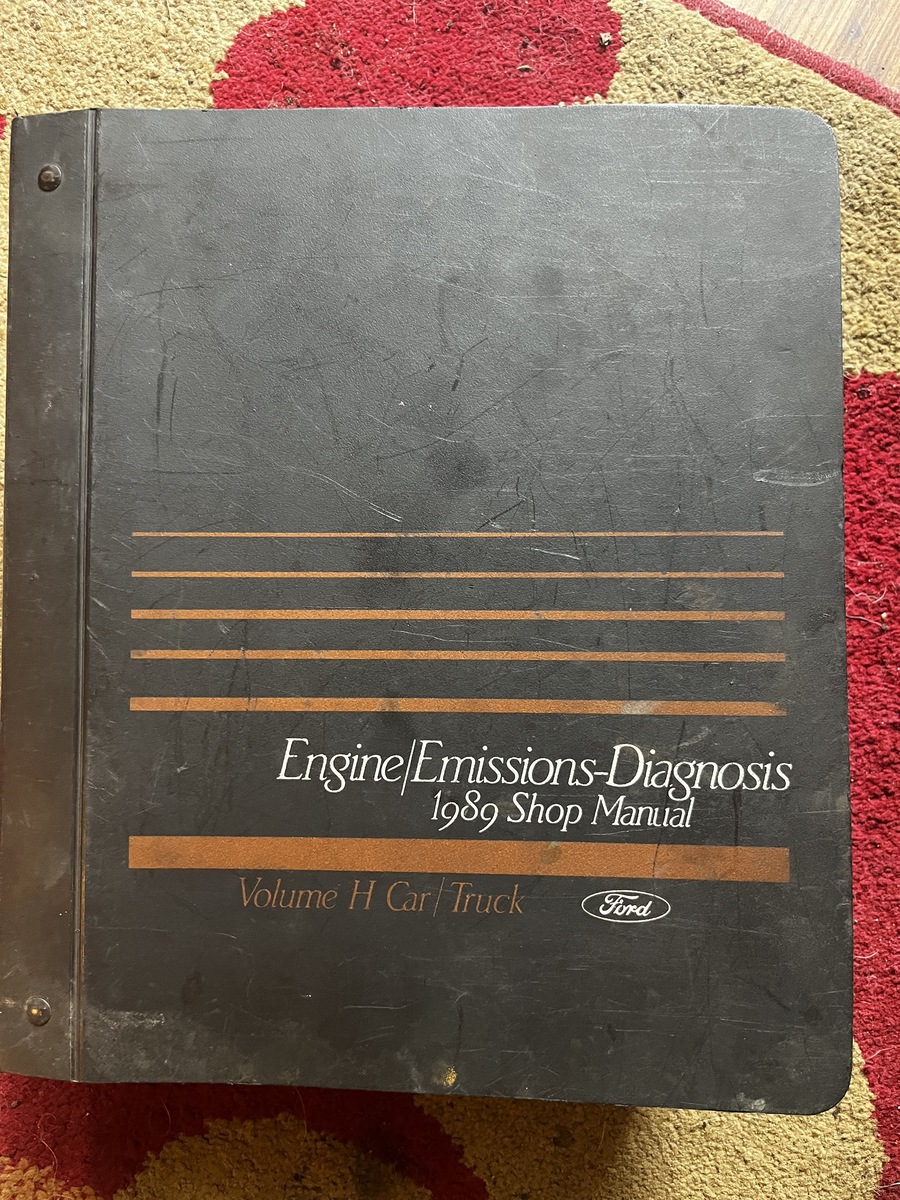 Engine/Emissions-Diagnosis
1989 Shop Manual
Volume H Car/Truck
Ford